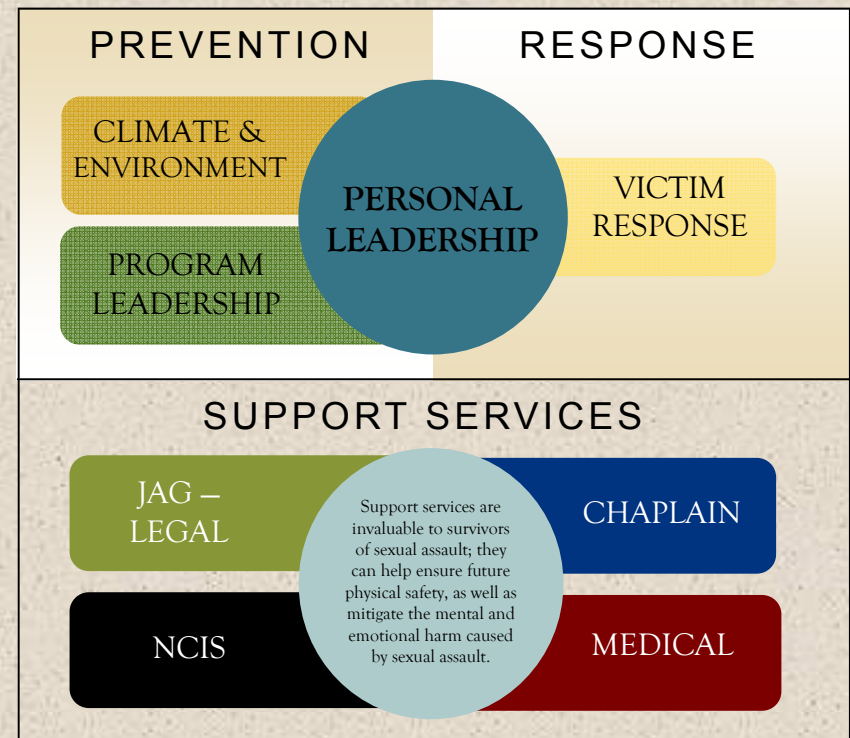 PREVENTION
RESPONSE
CLIMATE &
ENVIRONMENT
PROGRAM
LEADERSHIP
PERSONAL
LEADERSHIP
VICTIM
RESPONSE
SUPPORT SERVICES
JAG –
LEGAL
NCIS
Support services are
invaluable to survivors
of sexual assault; they
can help ensure future
physical safety, as well as
mitigate the mental and
emotional harm caused
by sexual assault.
CHAPLAIN
MEDICAL